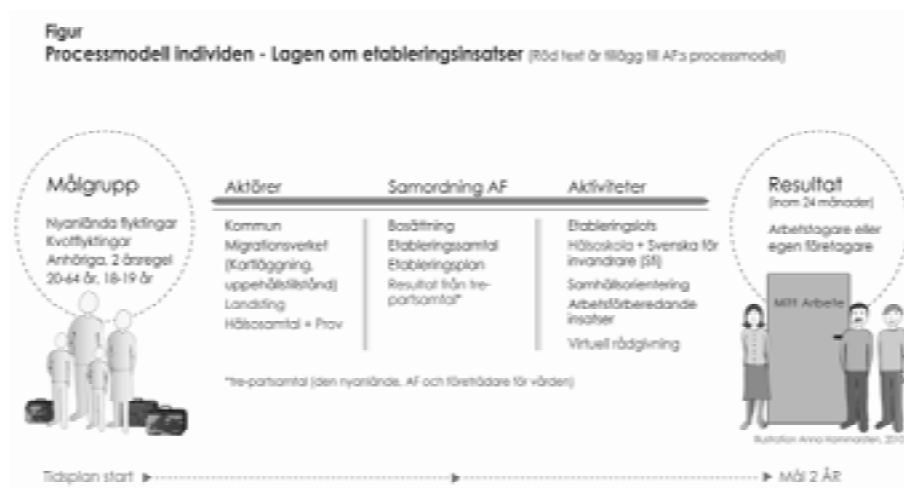 Figur
Processmodell individen - Lagen om etableringsinsatser (Röd text är tillägg till AF:s processmodell)
Målgrupp
Nyanlända flyktingar
Kvotflyktingar
Anhöriga, 2 årsregel
20-64 år, 18-19 år
Aktörer
Kommun
Migrationsverket
(Kartläggning,
uppehållstillstånd)
Landsting
Hälsosamtal + Prov
Samordning AF
Bosättning
Etableringssamtal
Etableringsplan
Resultat från tre-
partsamtal*
Aktiviteter
Etableringslots
Hälsoskola + Svenska för
invandrare (Sfi)
Samhällsorientering
Arbetsförberedande
insatser
Virtuell rådgivning
*tre-partsamtal (den nyanlände, AF och företrädare för vården)
Resultat
(inom 24 månader)
Arbetstagare eller
egen företagare
Mitt Arbete
Illustration Anna Hammarsten, 2010
Tidsplan start
Mål 2 ÅR